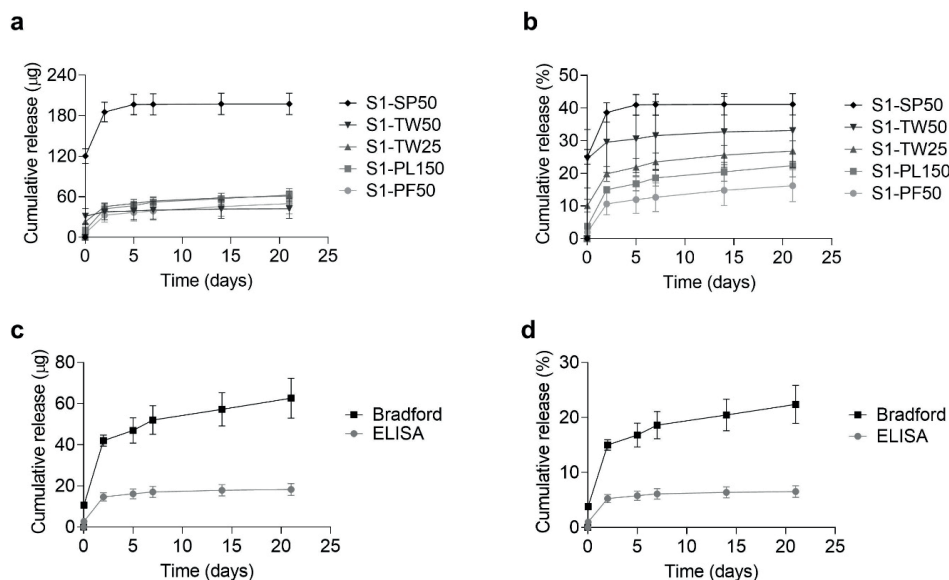 a
Cumulative release (µg)
240
180
120
60
0
0 5 10 15 20 25
Time (days)
S1-SP50
S1-TW50
S1-TW25
S1-PL150
S1-PF50
b
Cumulative release (%)
50
40
30
20
10
0
0 5 10 15 20 25
Time (days)
S1-SP50
S1-TW50
S1-TW25
S1-PL150
S1-PF50
c
Cumulative release (µg)
80
60
40
20
0
0 5 10 15 20 25
Time (days)
Bradford
ELISA
d
Cumulative release (%)
30
20
10
0
0 5 10 15 20 25
Time (days)
Bradford
ELISA